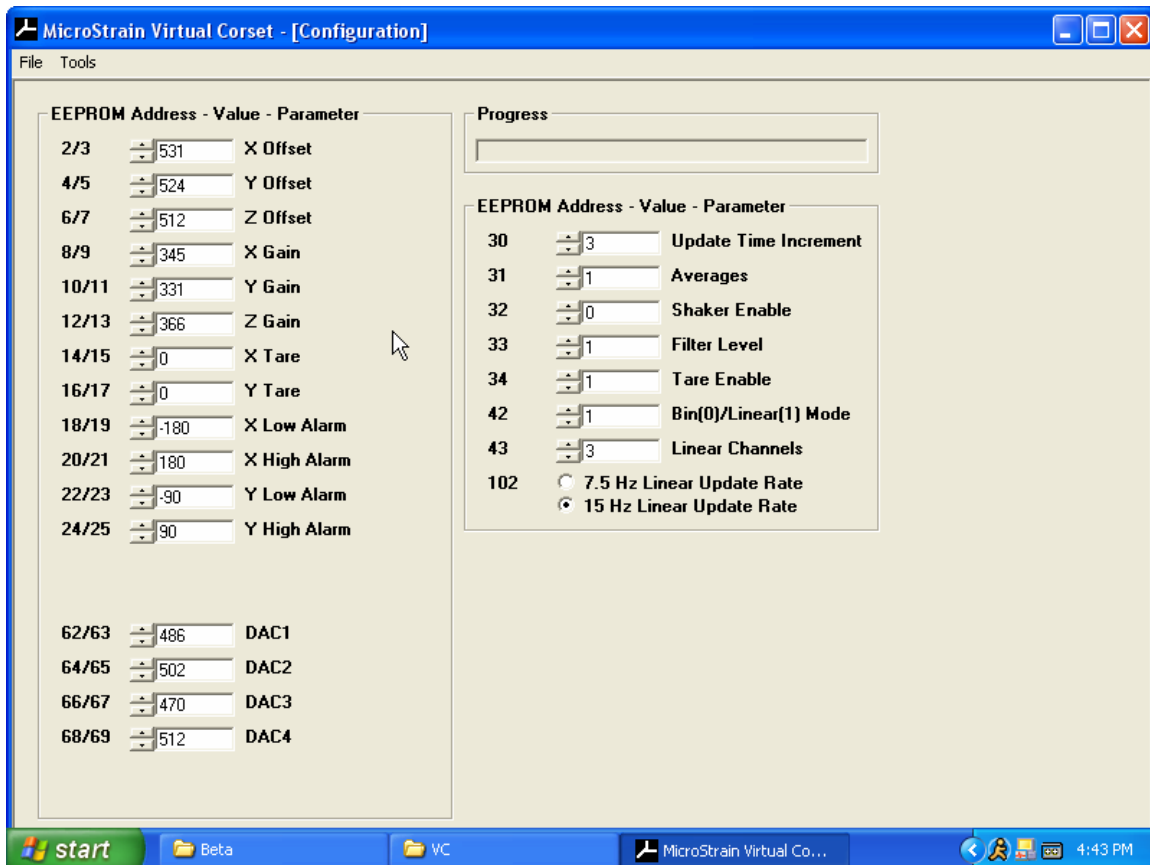 MicroStrain Virtual Corset - [Configuration]
File Tools
EEPROM Address - Value - Parameter
2/3 531 X Offset
4/5 524 Y Offset
6/7 512 Z Offset
8/9 345 X Gain
10/11 331 Y Gain
12/13 366 Z Gain
14/15 0 X Tare
16/17 0 Y Tare
18/19 -180 X Low Alarm
20/21 180 X High Alarm
22/23 -90 Y Low Alarm
24/25 90 Y High Alarm
62/63 486 DAC1
64/65 502 DAC2
66/67 470 DAC3
68/69 512 DAC4
Progress
EEPROM Address - Value - Parameter
30 3 Update Time Increment
31 1 Averages
32 0 Shaker Enable
33 1 Filter Level
34 1 Tare Enable
42 1 Bin(0)/Linear(1) Mode
43 3 Linear Channels
102 7.5 Hz Linear Update Rate
15 Hz Linear Update Rate
start Beta VC MicroStrain Virtual Co... 4:43 PM